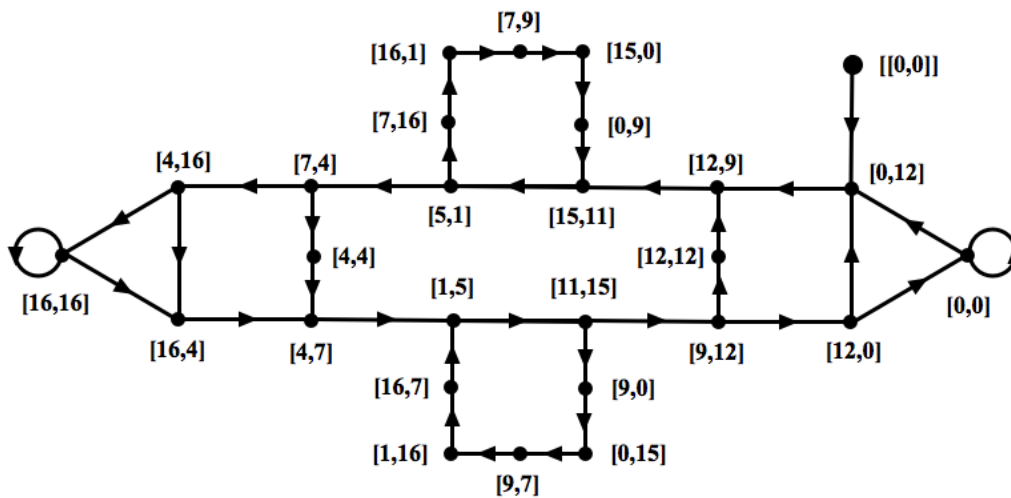 [7,9]
[16,1] [15,0] [[0,0]]
[7,16] [0,9]
[4,16] [7,4] [12,9] [0,12]
[5,1] [15,11]
[4,4] [12,12]
[16,16] [1,5] [11,15] [0,0]
[16,4] [4,7] [9,12] [12,0]
[16,7] [9,0]
[1,16] [0,15]
[9,7]